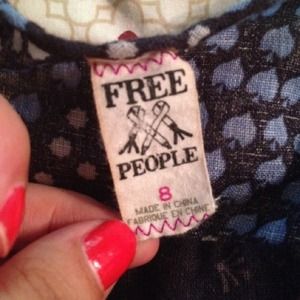 FREE
PEOPLE
8
MADE IN CHINA
FABRIQUE EN CHINE